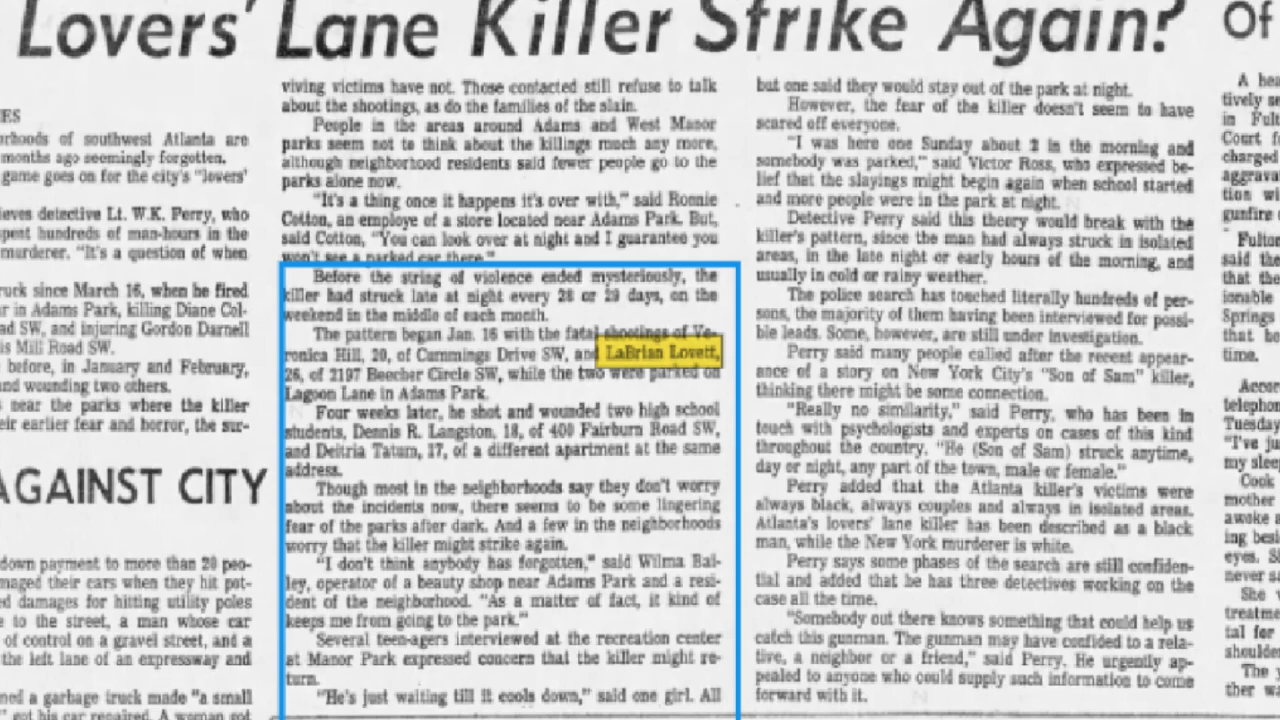 Lovers' Lane Killer Strike Again?
Of
ES
orhoods of southwest Atlanta are
months ago seemingly forgotten.
game goes on for the city's "lovers'
ieves detective Lt. W.K. Perry, who
spent hundreds of man-hours in the
murderer. "It's a question of when
ruck since March 16, when he fired
ar in Adams Park, killing Diane Col-
ad SW, and injuring Gordon Darnell
is Mill Road SW.
before, in January and February,
and wounding two others.
s near the parks where the killer
eir earlier fear and horror, the sur-
AGAINST CITY
down payment to more than 20 peo-
maged their cars when they hit pot-
ed damages for hitting utility poles
e to the street, a man whose car
of control on a gravel street, and a
the left lane of an expressway and
ned a garbage truck made "a small
got his car repaired. A woman got
viving victims have not. Those contacted still refuse to talk
about the shootings, as do the families of the slain.
People in the areas around Adams and West Manor
parks seem not to think about the killings much any more,
although neighborhood residents said fewer people go to the
parks alone now.
"It's a thing once it happens it's over with," said Ronnie
Cotton, an employe of a store located near Adams Park. But,
said Cotton, "You can look over at night and I guarantee you
won't see a parked car there."
Before the string of violence ended mysteriously, the
killer had struck late at night every 28 or 29 days, on the
weekend in the middle of each month.
The pattern began Jan. 16 with the fatal shootings of Ve-
ronica Hill, 20, of Cummings Drive SW, and LaBrian Lovett,
26, of 2197 Beecher Circle SW, while the two were parked on
Lagoon Lane in Adams Park.
Four weeks later, he shot and wounded two high school
students, Dennis R. Langston, 18, of 400 Fairburn Road SW,
and Deitria Tatum, 17, of a different apartment at the same
address.
Though most in the neighborhoods say they don't worry
about the incidents now, there seems to be some lingering
fear of the parks after dark. And a few in the neighborhoods
worry that the killer might strike again.
"I don't think anybody has forgotten," said Wilma Bai-
ley, operator of a beauty shop near Adams Park and a resi-
dent of the neighborhood. "As a matter of fact, it kind of
keeps me from going to the park."
Several teen-agers interviewed at the recreation center
at Manor Park expressed concern that the killer might re-
turn.
"He's just waiting till it cools down," said one girl. All
but one said they would stay out of the park at night.
However, the fear of the killer doesn't seem to have
scared off everyone.
"I was here one Sunday about 2 in the morning and
somebody was parked," said Victor Ross, who expressed be-
lief that the slayings might begin again when school started
and more people were in the park at night.
Detective Perry said this theory would break with the
killer's pattern, since the man had always struck in isolated
areas, in the late night or early hours of the morning, and
usually in cold or rainy weather.
The police search has touched literally hundreds of per-
sons, the majority of them having been interviewed for possi-
ble leads. Some, however, are still under investigation.
Perry said many people called after the recent appear-
ance of a story on New York City's "Son of Sam" killer,
thinking there might be some connection.
"Really no similarity," said Perry, who has been in
touch with psychologists and experts on cases of this kind
throughout the country. "He (Son of Sam) struck anytime,
day or night, any part of the town, male or female."
Perry added that the Atlanta killer's victims were
always black, always couples and always in isolated areas.
Atlanta's lovers' lane killer has been described as a black
man, while the New York murderer is white.
Perry says some phases of the search are still confiden-
tial and added that he has three detectives working on the
case all the time.
"Somebody out there knows something that could help us
catch this gunman. The gunman may have confided to a rela-
tive, a neighbor or a friend," said Perry. He urgently ap-
pealed to anyone who could supply such information to come
forward with it.
A hea
tively se
in Fult
Court fo
charged
aggravat
tion wi
gunfire
Fulton
said the
that the
ionable
Springs
that he
time.
Accor
telephon
Tuesday
"I've jus
my slee
Cook
mother
awoke
ing besi
eyes. S
never s
She
treatme
tal for
shoulde
The y
ther wa